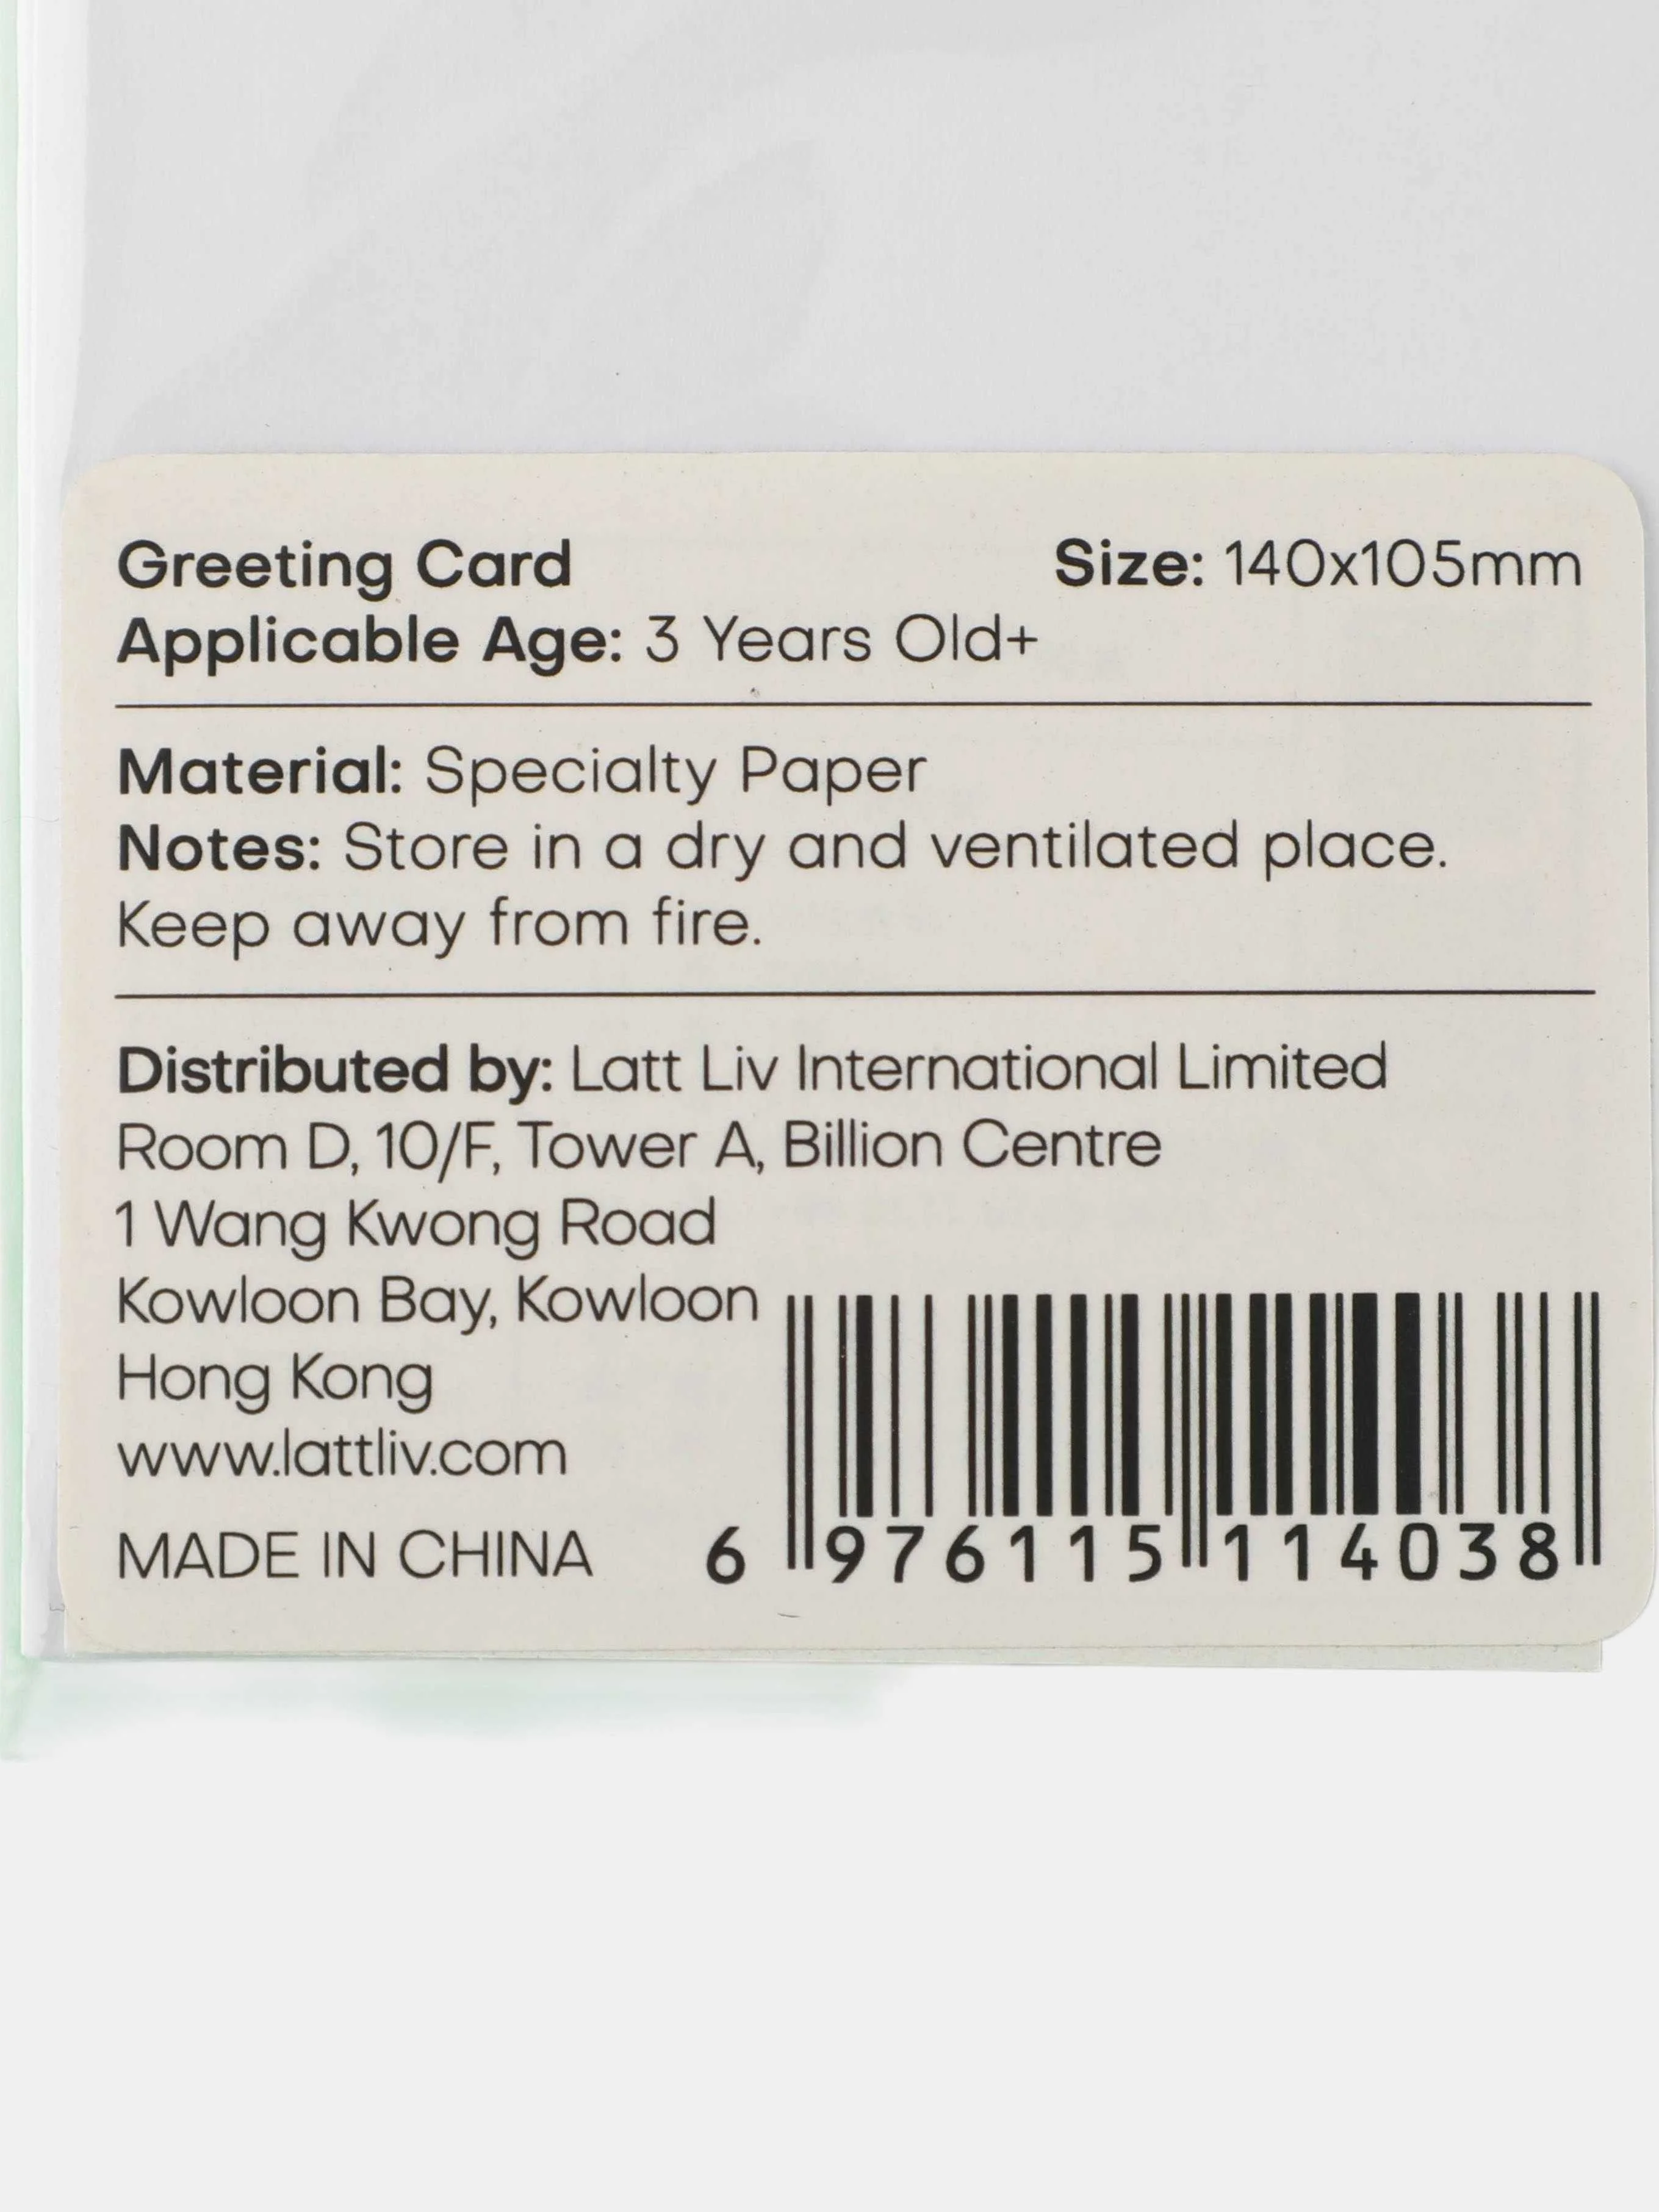 Greeting Card Size: 140x105mm
Applicable Age: 3 Years Old+
Material: Specialty Paper
Notes: Store in a dry and ventilated place.
Keep away from fire.
Distributed by: Latt Liv International Limited
Room D, 10/F, Tower A, Billion Centre
1 Wang Kwong Road
Kowloon Bay, Kowloon
Hong Kong
www.lattliv.com
MADE IN CHINA
6 976115 114038